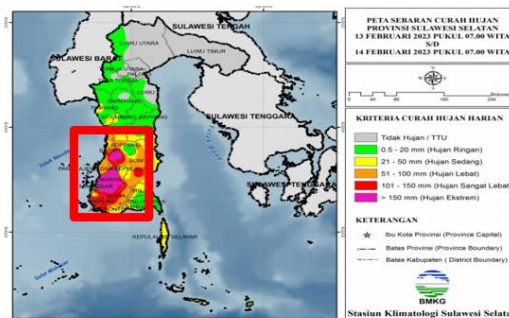 SULAWESI TENGAH
LUWU UTARA
LUWU TIMUR
SULAWESI BARAT
LUWU
ENREKANG
SULAWESI TENGGARA
SOPPENG
MAROS
KEPULAUAN SELAYAR
PETA SEBARAN CURAH HUJAN
PROVINSI SULAWESI SELATAN
13 FEBRUARI 2023 PUKUL 07.00 WITA
S/D
14 FEBRUARI 2023 PUKUL 07.00 WITA
KRITERIA CURAH HUJAN HARIAN
Tidak Hujan / TTU
0.5 - 20 mm (Hujan Ringan)
21 - 50 mm (Hujan Sedang)
51 - 100 mm (Hujan Lebat)
101 - 150 mm (Hujan Sangat Lebat)
> 150 mm (Hujan Ekstrem)
KETERANGAN
Ibu Kota Provinsi (Province Capital)
Batas Provinsi (Province Boundary)
Batas Kabupaten ( District Boundary)
BMKG
Stasiun Klimatologi Sulawesi Selatan